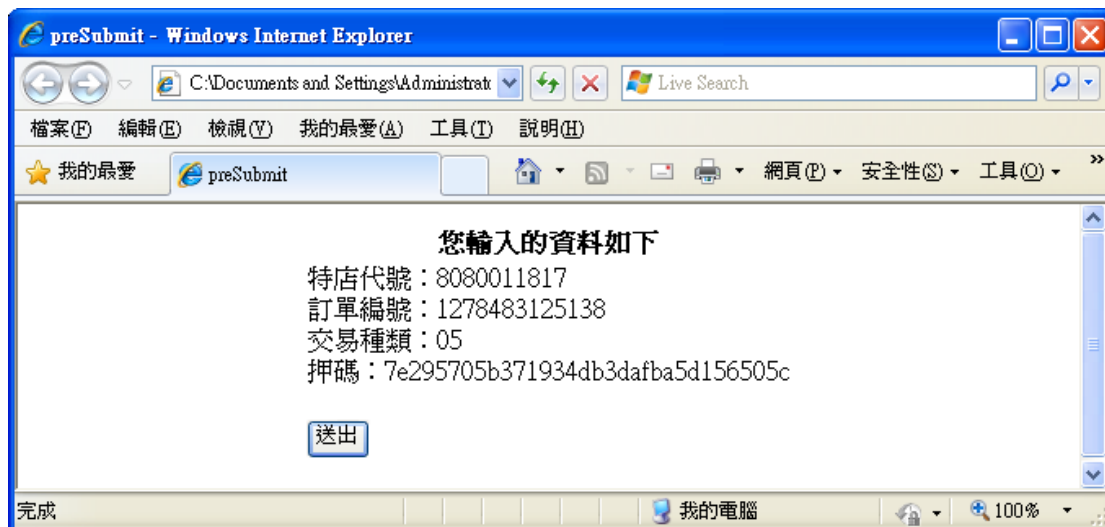 preSubmit - Windows Internet Explorer
C:\Documents and Settings\Administrat Live Search
檔案(F) 編輯(E) 檢視(V) 我的最愛(A) 工具(T) 說明(H)
我的最愛 preSubmit 網頁(P) 安全性(S) 工具(O) »
您輸入的資料如下
特店代號：8080011817
訂單編號：1278483125138
交易種類：05
押碼：7e295705b371934db3dafba5d156505c
送出
完成 我的電腦 100%